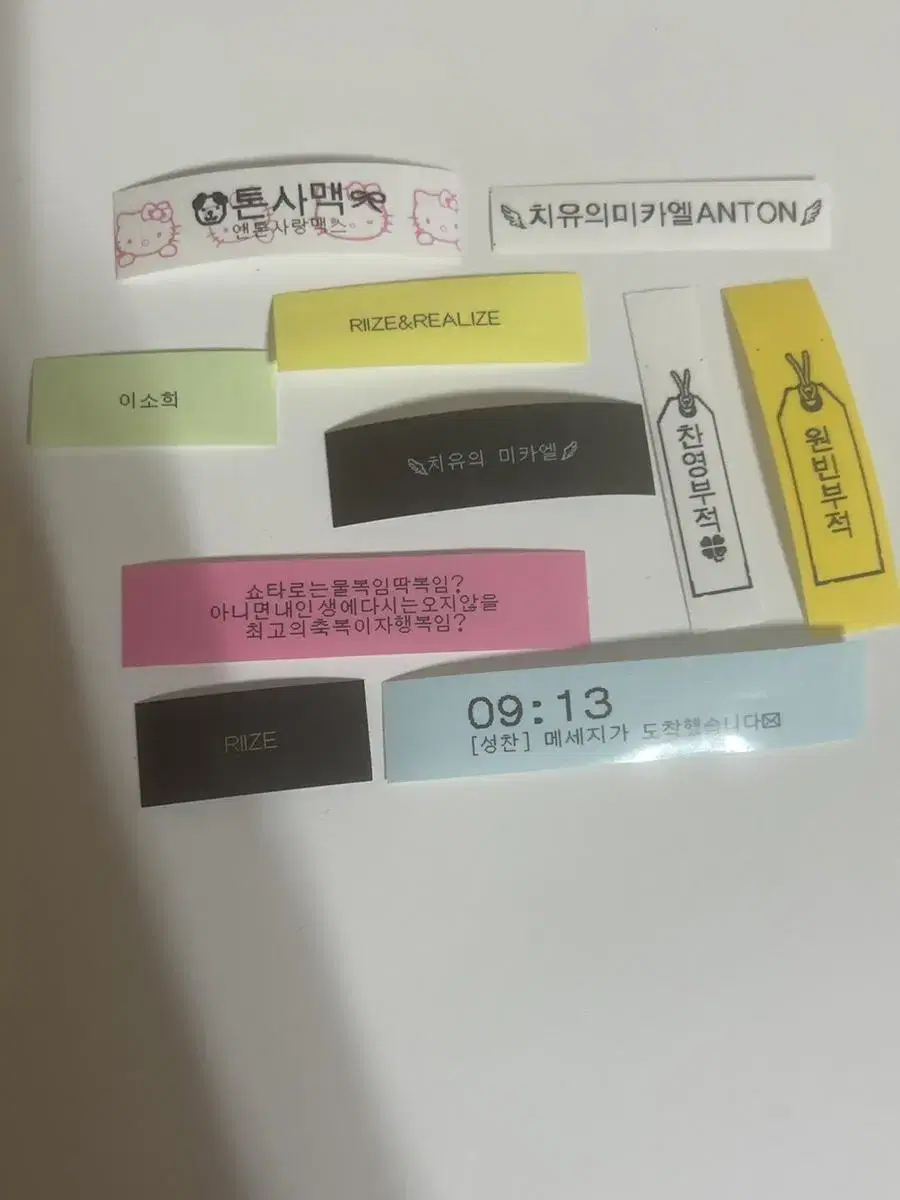 톤사맥
앤톤사랑맥스
치유의미카엘ANTON
RIIZE&REALIZE
이소희
치유의 미카엘
찬영부적
원빈부적
쇼타로는물복임딱복임?
아니면내인생에다시는오지않을
최고의축복이자행복임?
RIIZE
09:13
[성찬] 메세지가 도착했습니다✉